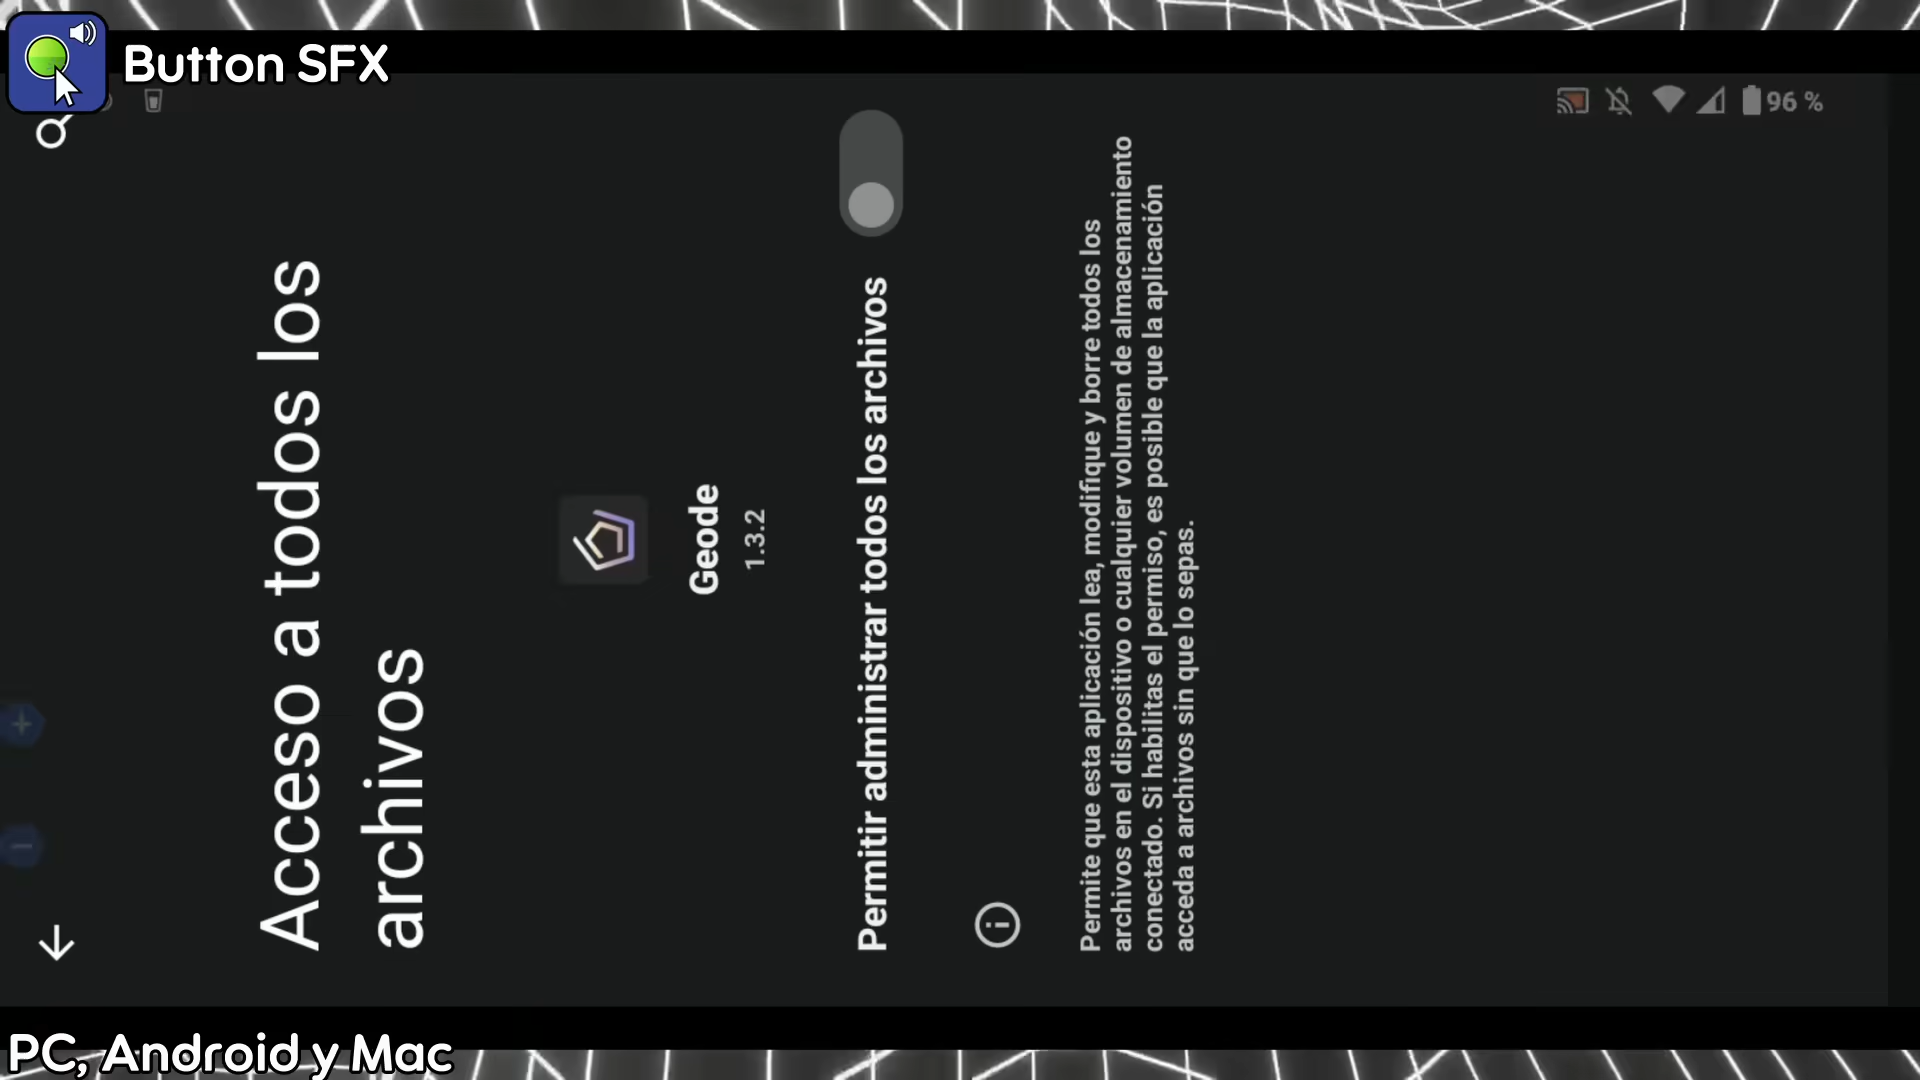 Button SFX
96 %
Acceso a todos los
archivos
Geode
1.3.2
Permitir administrar todos los archivos
Permite que esta aplicación lea, modifique y borre todos los
archivos en el dispositivo o cualquier volumen de almacenamiento
conectado. Si habilitas el permiso, es posible que la aplicación
acceda a archivos sin que lo sepas.
PC, Android y Mac